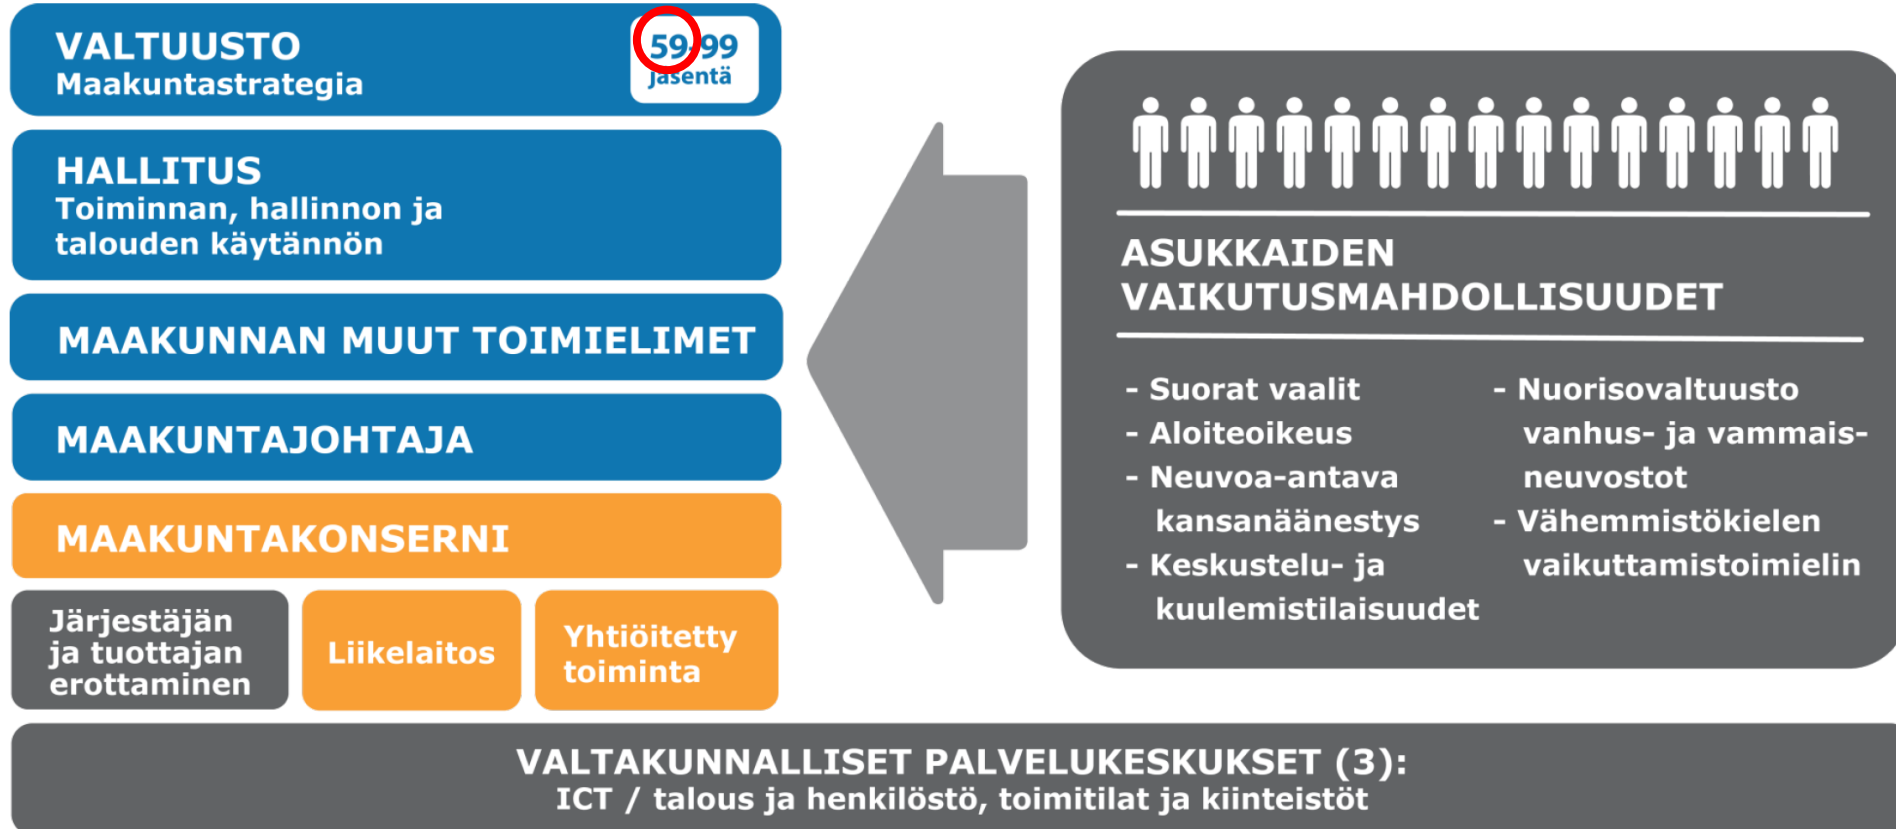 VALTUUSTO
Maakuntastrategia
59-99
jäsentä
HALLITUS
Toiminnan, hallinnon ja
talouden käytännön
MAAKUNNAN MUUT TOIMIELIMET
MAAKUNTAJOHTAJA
MAAKUNTAKONSERNI
Järjestäjän
ja tuottajan
erottaminen
Liikelaitos
Yhtiöitetty
toiminta
ASUKKAIDEN
VAIKUTUSMAHDOLLISUUDET
- Suorat vaalit
- Aloiteoikeus
- Neuvoa-antava
kansanäänestys
- Keskustelu- ja
kuulemistilaisuudet
- Nuorisovaltuusto
vanhus- ja vammais-
neuvostot
- Vähemmistökielen
vaikuttamistoimielin
VALTAKUNNALLISET PALVELUKESKUKSET (3):
ICT / talous ja henkilöstö, toimitilat ja kiinteistöt